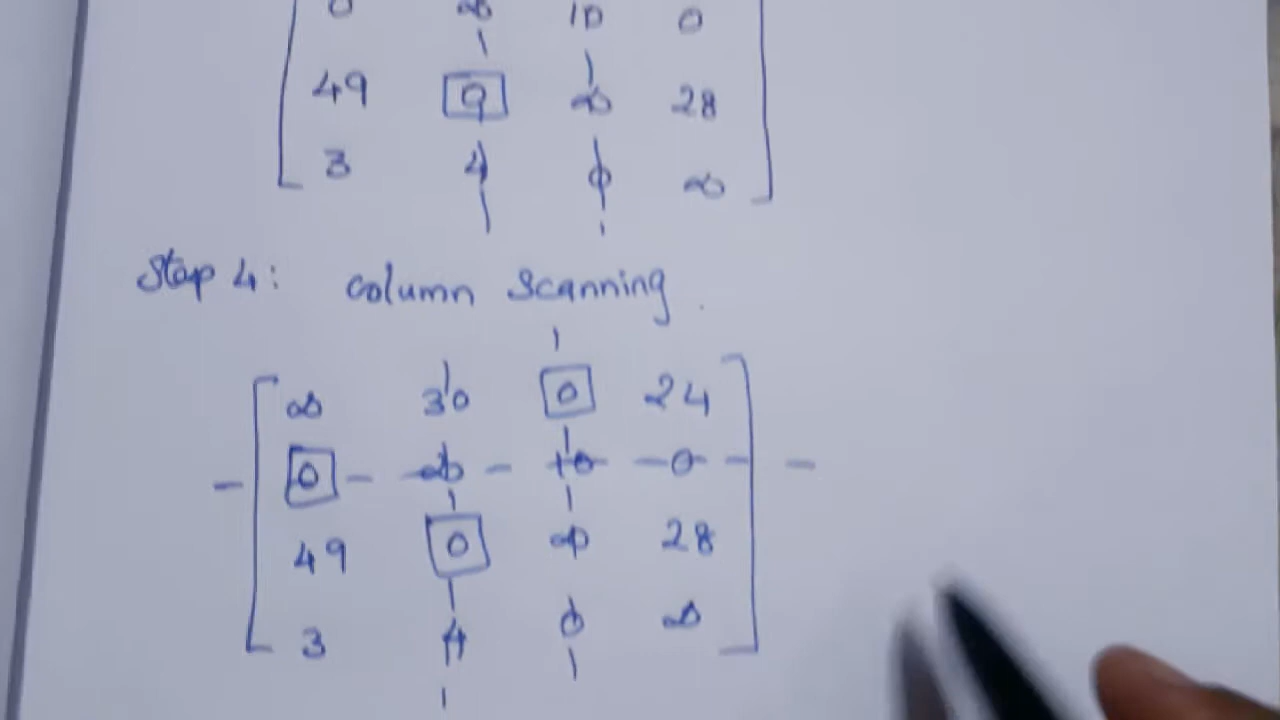 0 ∞ 10 0
49 0 ∞ 28
3 4 0 ∞
Step 4: Column Scanning.
∞ 30 0 24
0 ∞ 10 0
49 0 ∞ 28
3 4 0 ∞